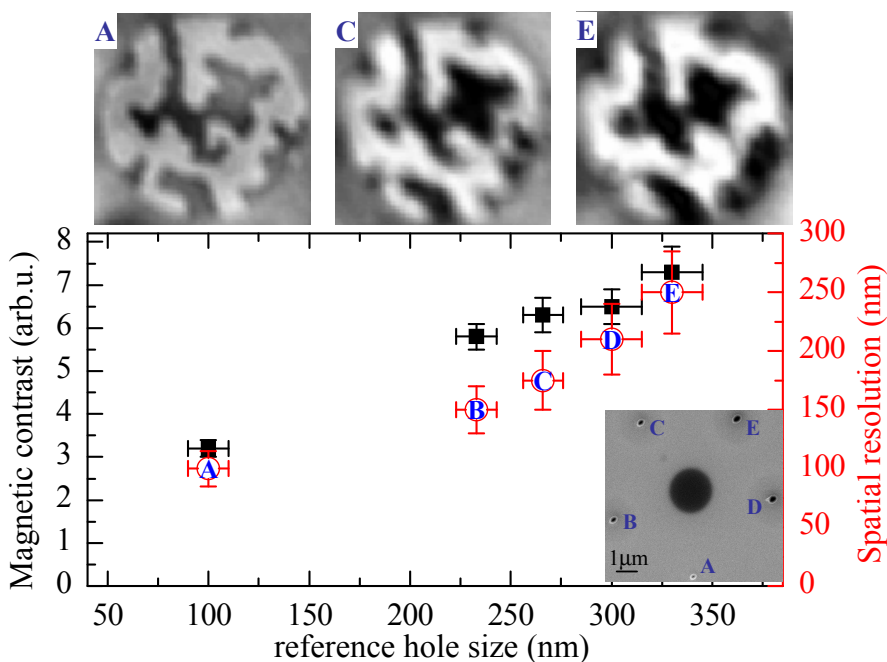 A
C
E
Magnetic contrast (arb.u.)
8
7
6
5
4
3
2
1
0
300
250
200
150
100
50
0
Spatial resolution (nm)
A
B
C
D
E
C
E
B
D
A
1µm
50
100
150
200
250
300
350
reference hole size (nm)